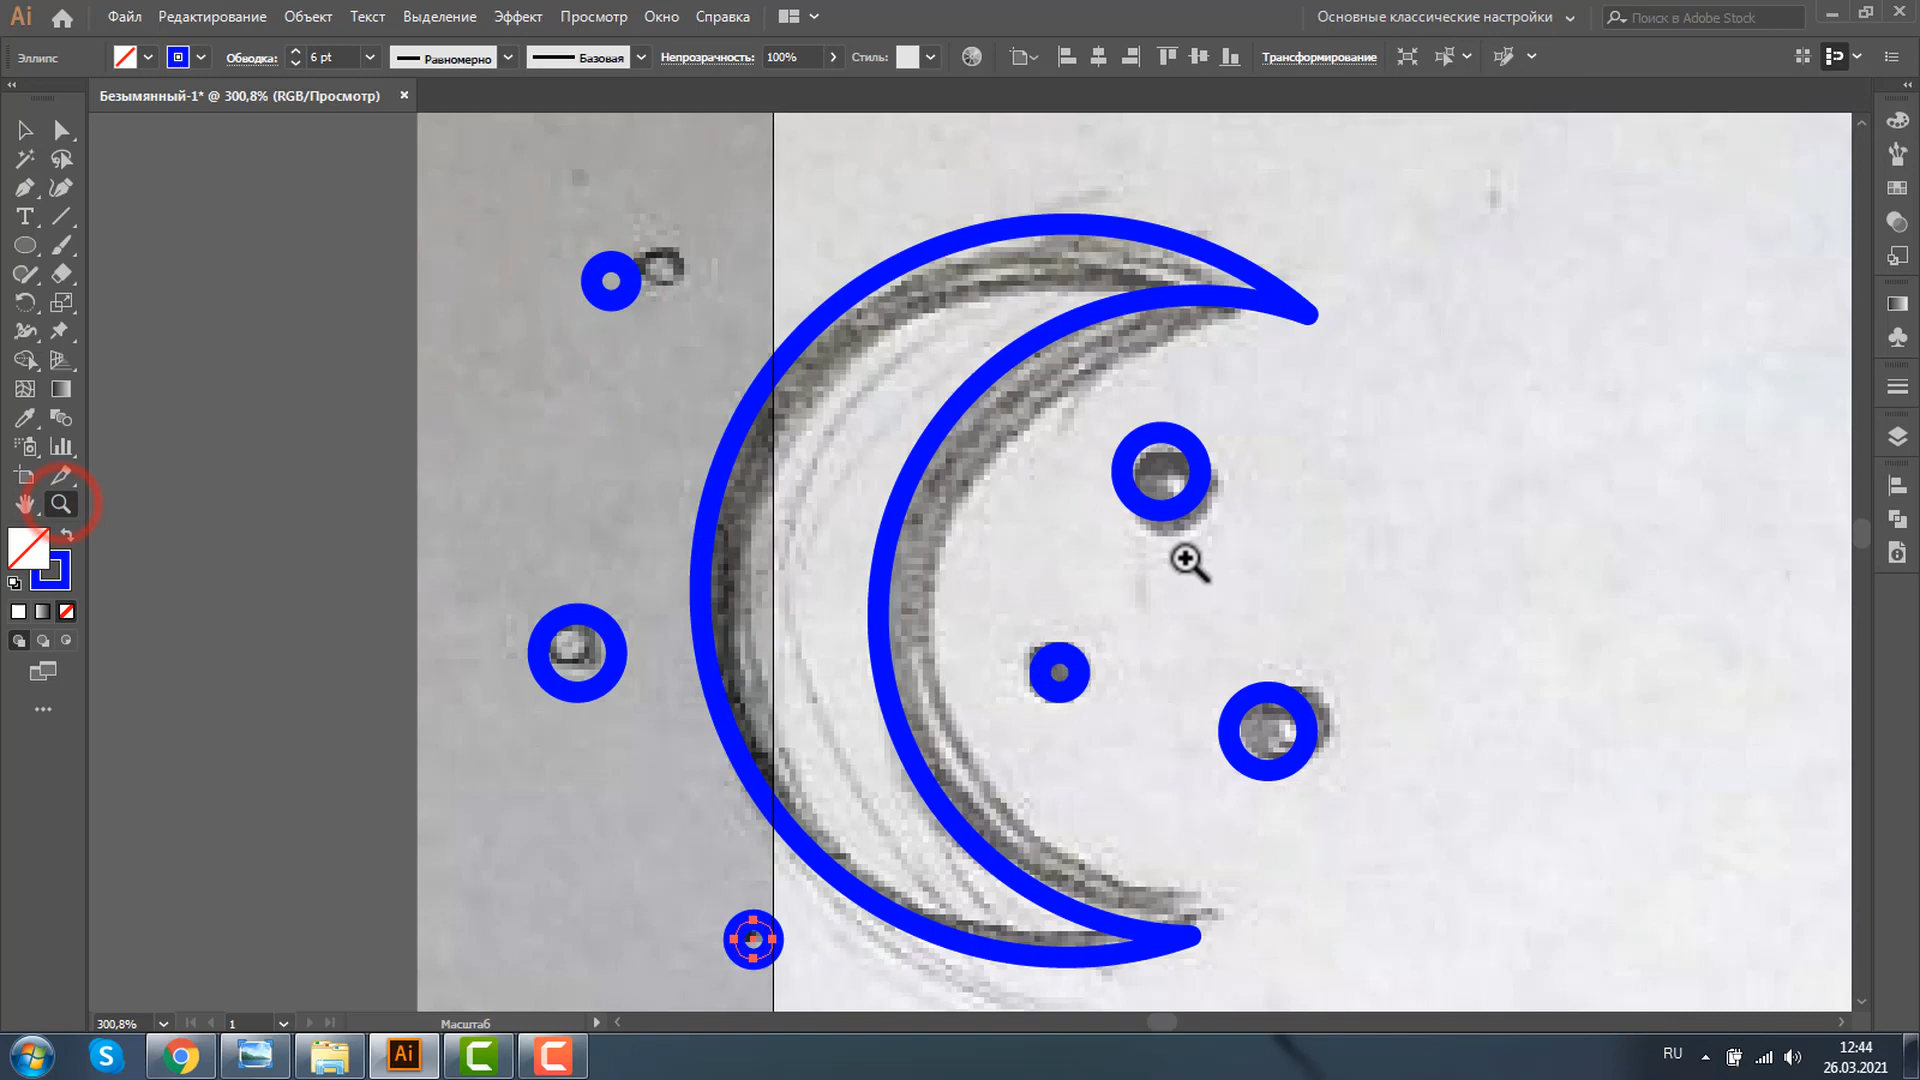 Ai Файл Редактирование Объект Текст Выделение Эффект Просмотр Окно Справка Основные классические настройки Поиск в Adobe Stock
Эллипс Обводка: 6 pt Равномерно Базовая Непрозрачность: 100% Стиль: Трансформирование
Безымянный-1* @ 300,8% (RGB/Просмотр)
300,8% 1 Масштаб
Ai RU 12:44
26.03.2021